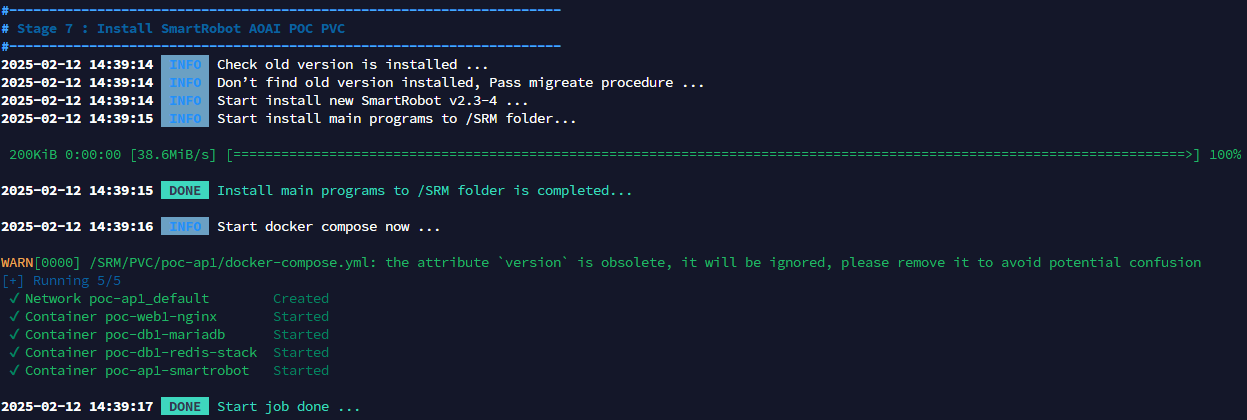 #---------------------------------------------------------------------
# Stage 7 : Install SmartRobot AOAI POC PVC
#---------------------------------------------------------------------
2025-02-12 14:39:14 INFO Check old version is installed ...
2025-02-12 14:39:14 INFO Don’t find old version installed, Pass migreate procedure ...
2025-02-12 14:39:14 INFO Start install new SmartRobot v2.3-4 ...
2025-02-12 14:39:15 INFO Start install main programs to /SRM folder...
200KiB 0:00:00 [38.6MiB/s] [=======================================================================================================================>] 100%
2025-02-12 14:39:15 DONE Install main programs to /SRM folder is completed...
2025-02-12 14:39:16 INFO Start docker compose now ...
WARN[0000] /SRM/PVC/poc-ap1/docker-compose.yml: the attribute `version` is obsolete, it will be ignored, please remove it to avoid potential confusion
[+] Running 5/5
✓ Network poc-ap1_default Created
✓ Container poc-web1-nginx Started
✓ Container poc-db1-mariadb Started
✓ Container poc-db1-redis-stack Started
✓ Container poc-ap1-smartrobot Started
2025-02-12 14:39:17 DONE Start job done ...